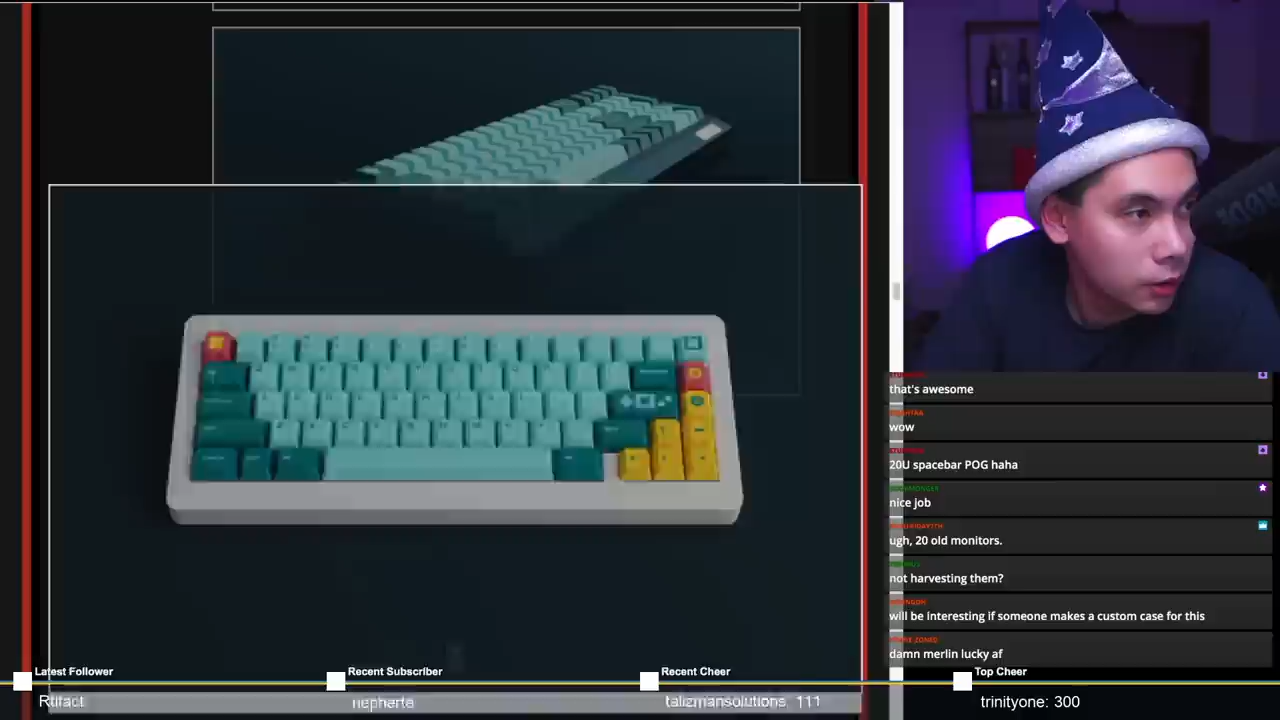 that's awesome
wow
20U spacebar POG haha
nice job
ugh, 20 old monitors.
not harvesting them?
will be interesting if someone makes a custom case for this
damn merlin lucky af
Latest Follower
Recent Subscriber
Recent Cheer
Top Cheer
nepherte
talizmansolutions: 111
trinityone: 300